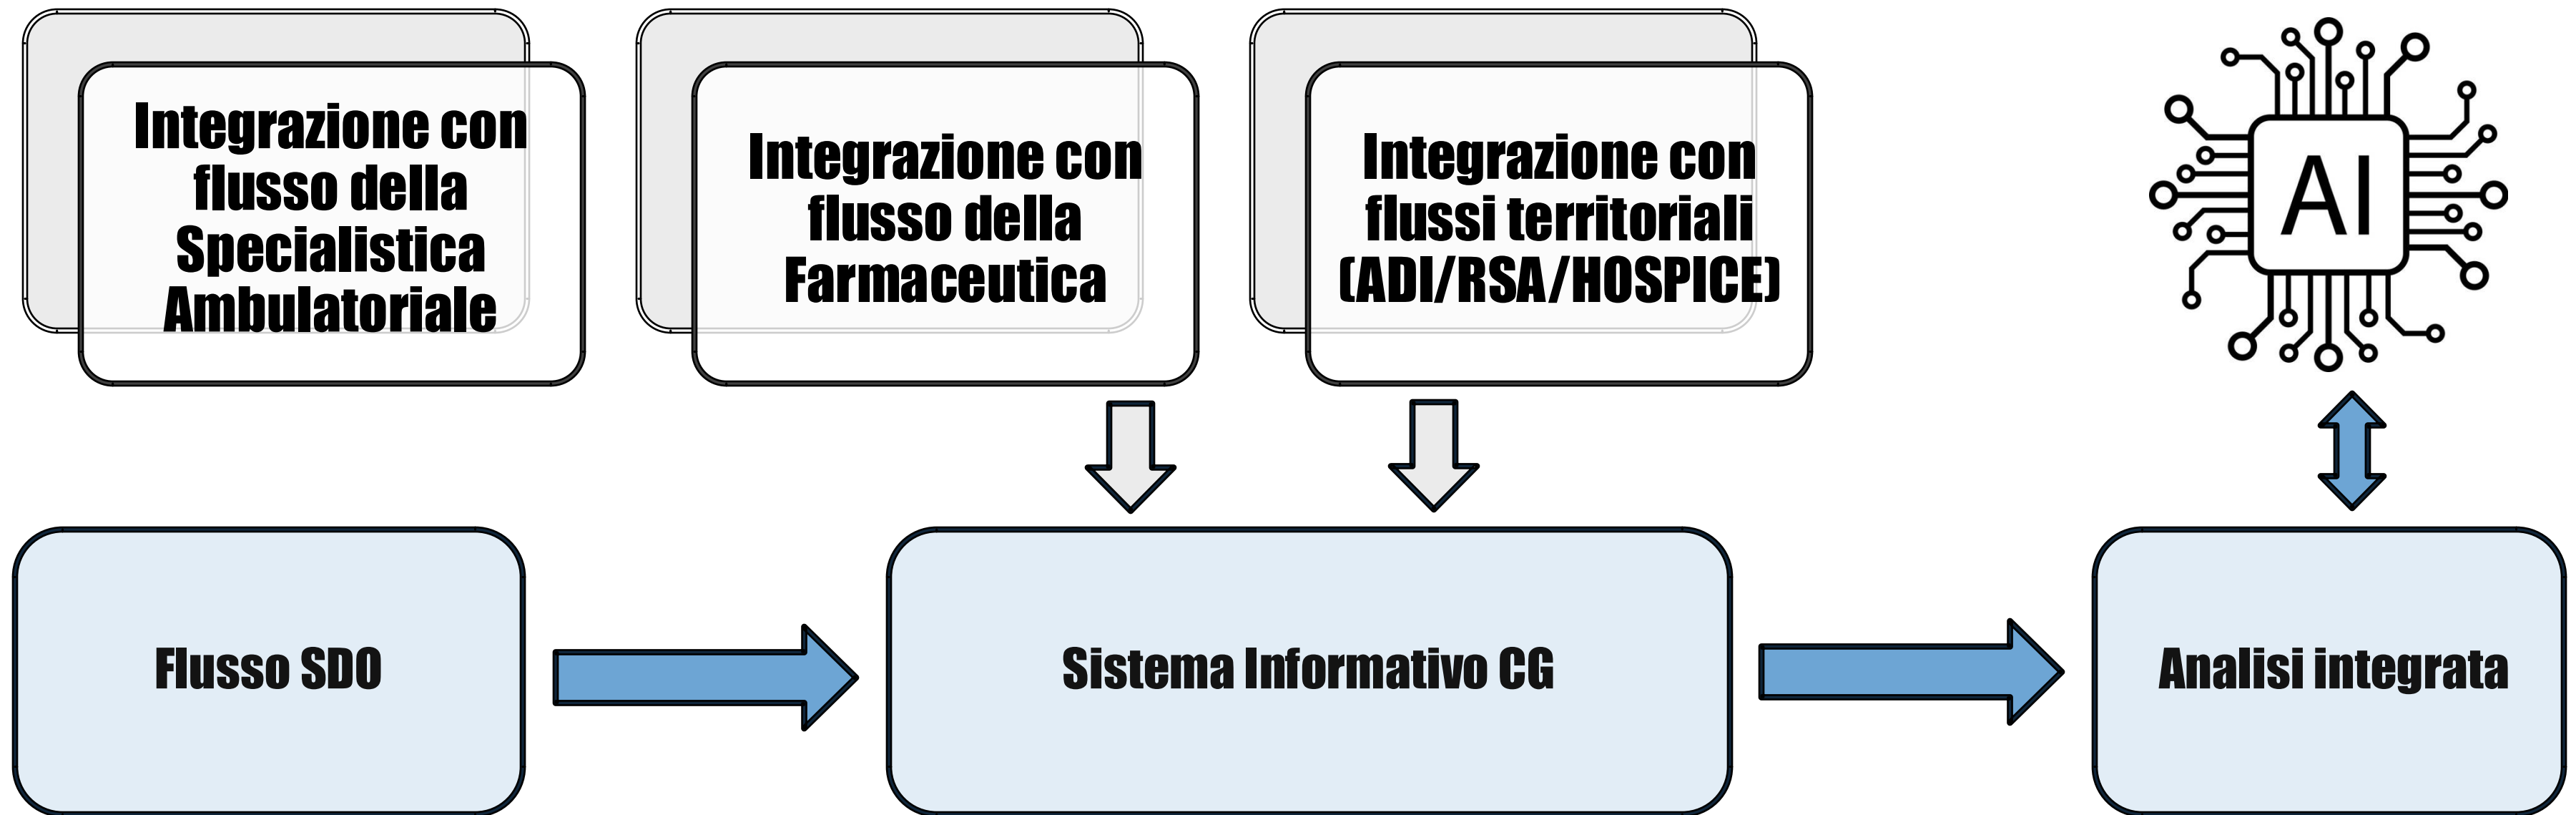 Integrazione con
flusso della
Specialistica
Ambulatoriale
Integrazione con
flusso della
Farmaceutica
Integrazione con
flussi territoriali
(ADI/RSA/HOSPICE)
AI
Flusso SDO
Sistema Informativo CG
Analisi integrata